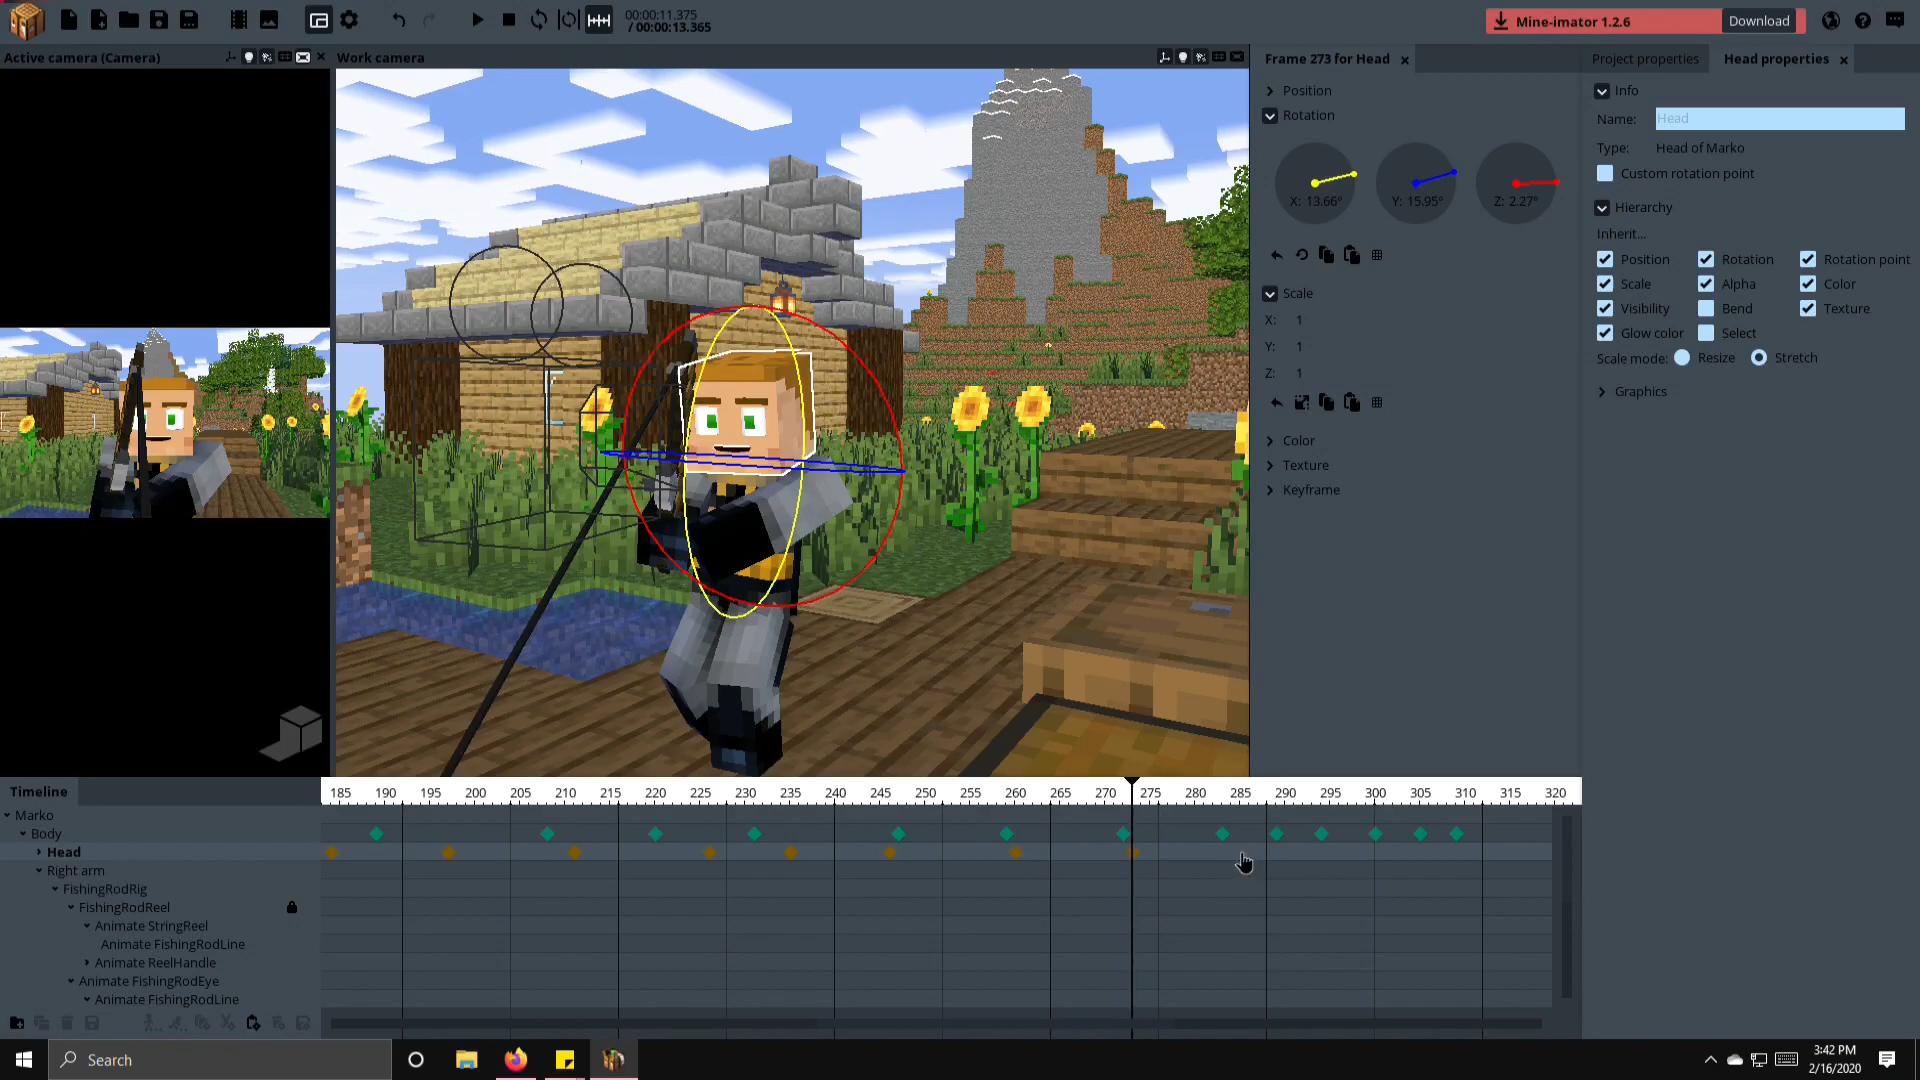 00:00:11.375
/ 00:00:13.365
Mine-imator 1.2.6
Download
Active camera (Camera)
Work camera
Frame 273 for Head
Project properties
Head properties
Position
Rotation
X: 13.66°
Y: 15.95°
Z: 2.27°
Scale
X: 1
Y: 1
Z: 1
Color
Texture
Keyframe
Info
Name: Head
Type: Head of Marko
Custom rotation point
Hierarchy
Inherit...
Position Rotation Rotation point
Scale Alpha Color
Visibility Bend Texture
Glow color Select
Scale mode: Resize Stretch
Graphics
Timeline
185 190 195 200 205 210 215 220 225 230 235 240 245 250 255 260 265 270 275 280 285 290 295 300 305 310 315 320
Marko
Body
Head
Right arm
FishingRodRig
FishingRodReel
Animate StringReel
Animate FishingRodLine
Animate ReelHandle
Animate FishingRodEye
Animate FishingRodLine
Search
3:42 PM
2/16/2020